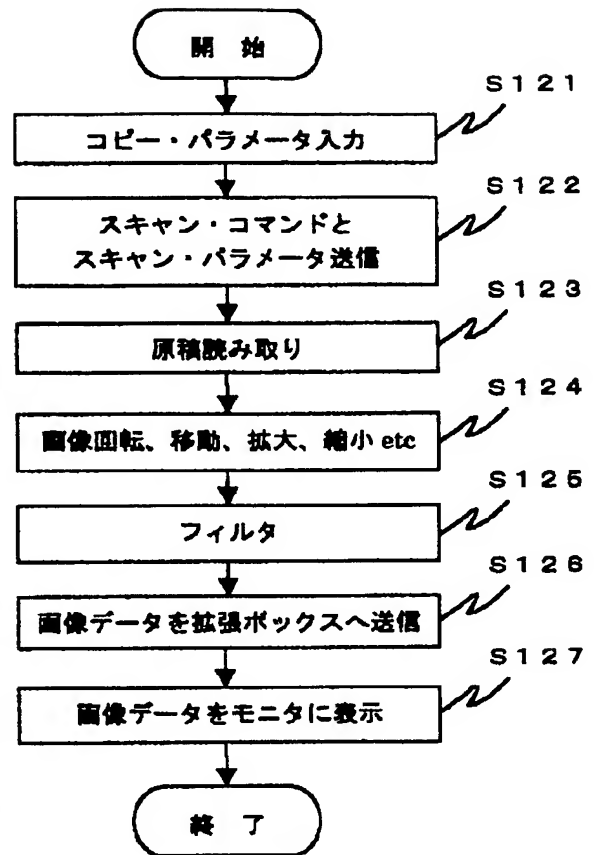 開 始
S121
コピー・パラメータ入力
S122
スキャン・コマンドと
スキャン・パラメータ送信
S123
原稿読み取り
S124
画像回転、移動、拡大、縮小 etc
S125
フィルタ
S126
画像データを拡張ボックスへ送信
S127
画像データをモニタに表示
終 了